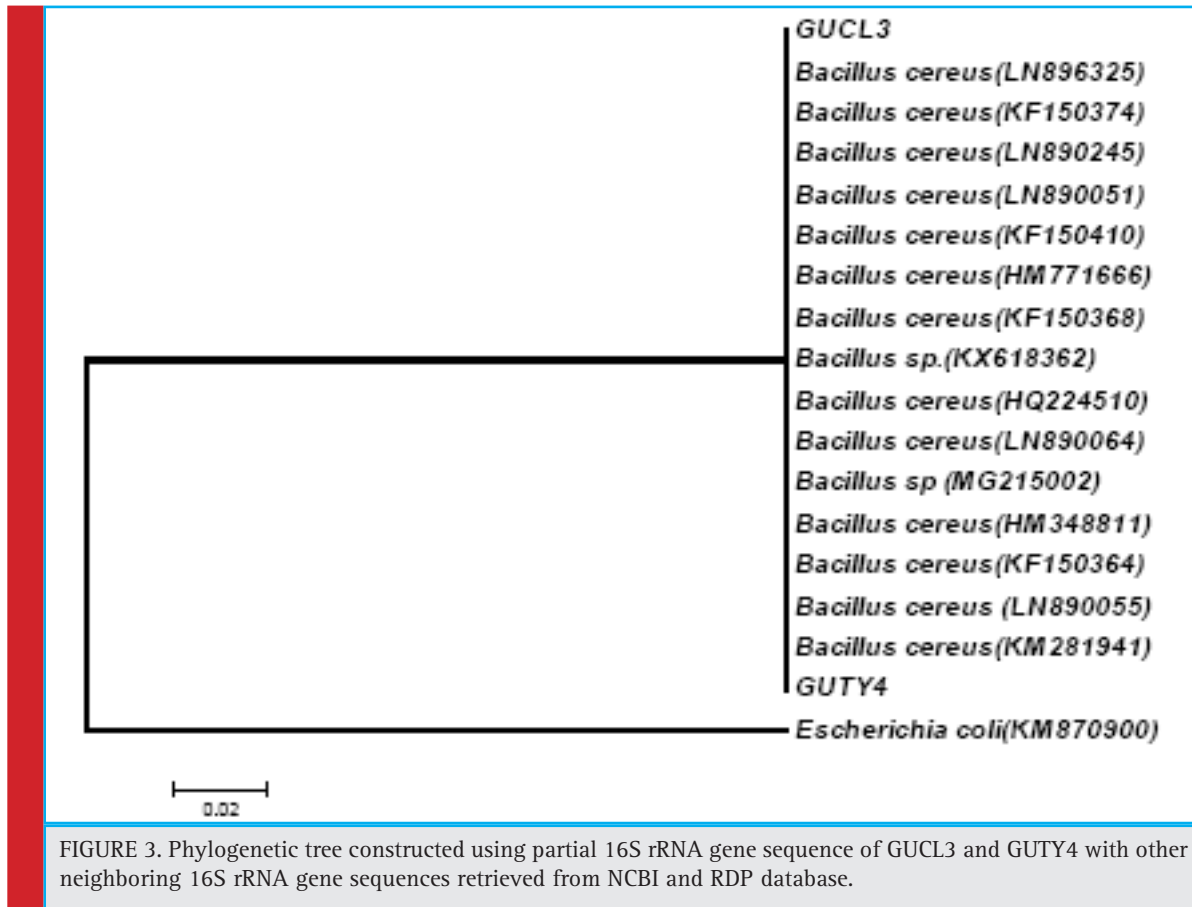 GUCL3
Bacillus cereus(LN896325)
Bacillus cereus(KF150374)
Bacillus cereus(LN890245)
Bacillus cereus(LN890051)
Bacillus cereus(KF150410)
Bacillus cereus(HM771666)
Bacillus cereus(KF150368)
Bacillus sp.(KX618362)
Bacillus cereus(HQ224510)
Bacillus cereus(LN890064)
Bacillus sp (MG215002)
Bacillus cereus(HM348811)
Bacillus cereus(KF150364)
Bacillus cereus (LN890055)
Bacillus cereus(KM281941)
GUTY4
Escherichia coli(KM870900)
0.02
FIGURE 3. Phylogenetic tree constructed using partial 16S rRNA gene sequence of GUCL3 and GUTY4 with other
neighboring 16S rRNA gene sequences retrieved from NCBI and RDP database.